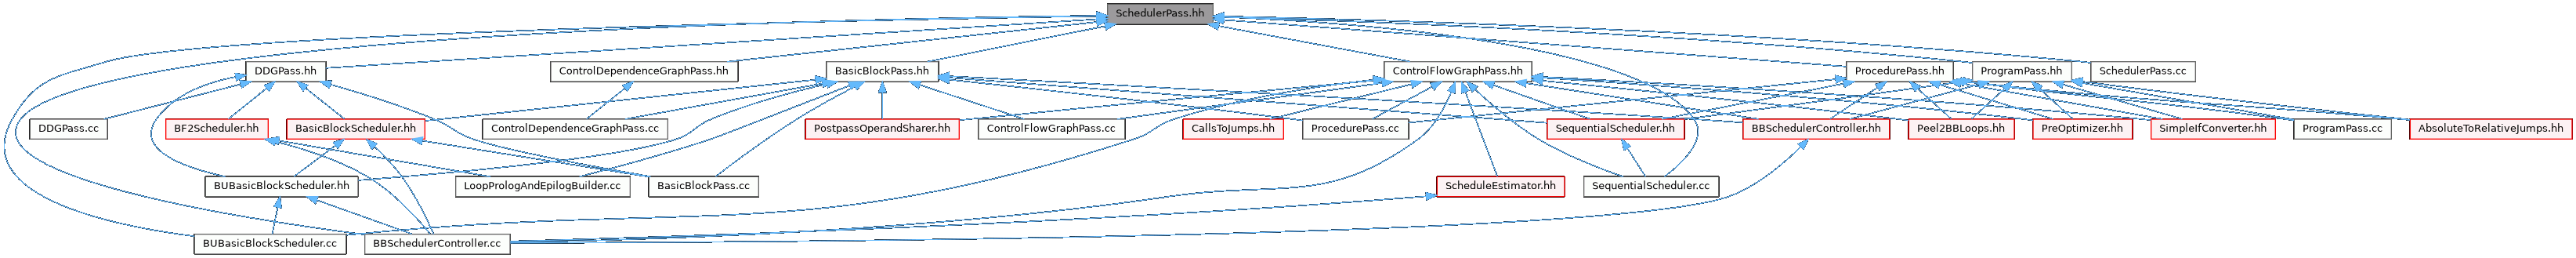 SchedulerPass.hh
DDGPass.hh
ControlDependenceGraphPass.hh
BasicBlockPass.hh
ControlFlowGraphPass.hh
ProcedurePass.hh
ProgramPass.hh
SchedulerPass.cc
DDGPass.cc
BF2Scheduler.hh
BasicBlockScheduler.hh
ControlDependenceGraphPass.cc
PostpassOperandSharer.hh
ControlFlowGraphPass.cc
CallsToJumps.hh
ProcedurePass.cc
SequentialScheduler.hh
BBSchedulerController.hh
Peel2BBLoops.hh
PreOptimizer.hh
SimpleIfConverter.hh
ProgramPass.cc
AbsoluteToRelativeJumps.hh
BUBasicBlockScheduler.hh
LoopPrologAndEpilogBuilder.cc
BasicBlockPass.cc
ScheduleEstimator.hh
SequentialScheduler.cc
BUBasicBlockScheduler.cc
BBSchedulerController.cc